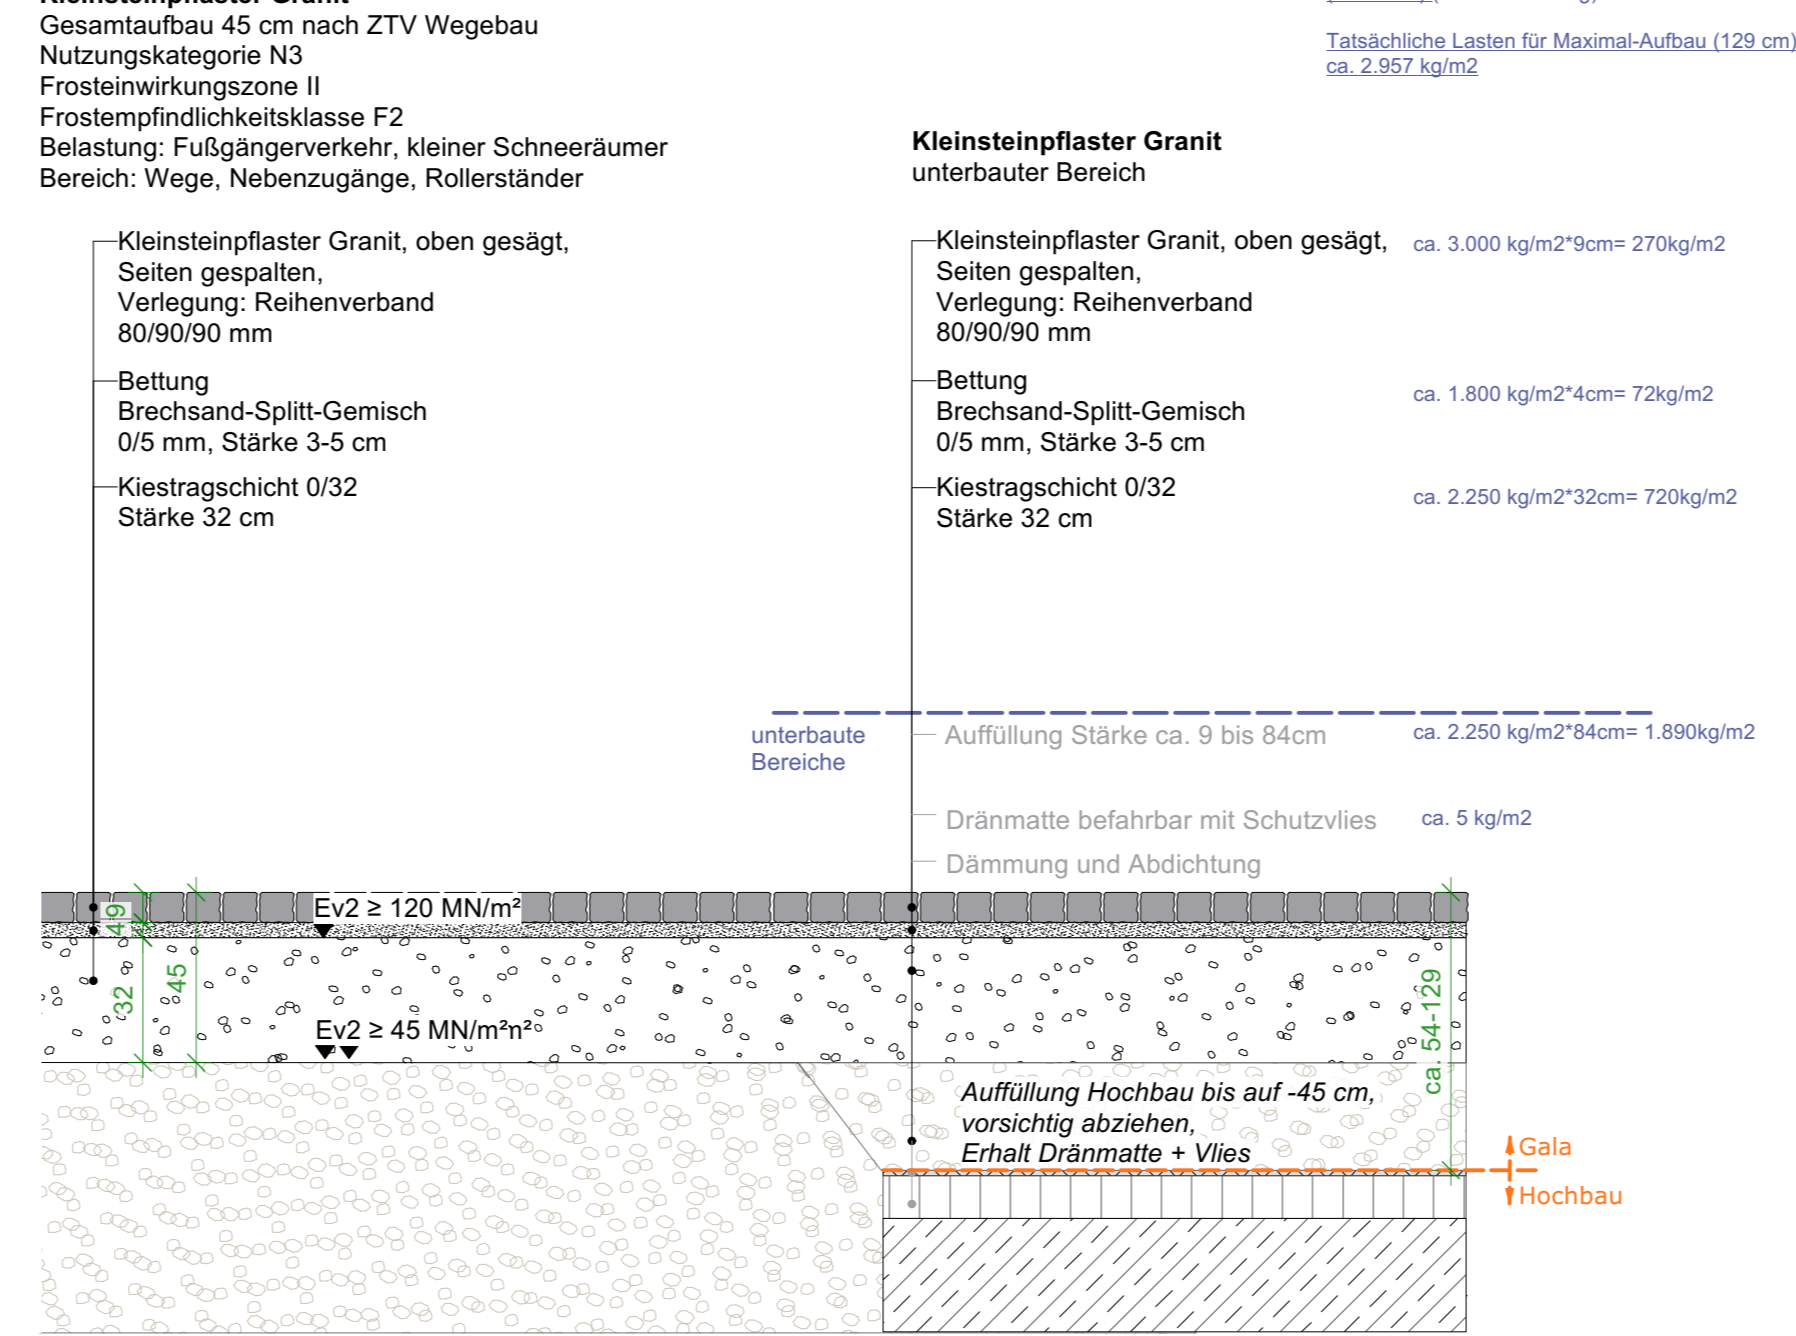 Kleinsteinpflaster Granit
Gesamtaufbau 45 cm nach ZTV Wegebau
Nutzungskategorie N3
Frosteinwirkungszone II
Frostempfindlichkeitsklasse F2
Belastung: Fußgängerverkehr, kleiner Schneeräumer
Bereich: Wege, Nebenzugänge, Rollerständer
Kleinsteinpflaster Granit, oben gesägt,
Seiten gespalten,
Verlegung: Reihenverband
80/90/90 mm
Bettung
Brechsand-Splitt-Gemisch
0/5 mm, Stärke 3-5 cm
Kiestragschicht 0/32
Stärke 32 cm
Tatsächliche Lasten für Maximal-Aufbau (129 cm)
ca. 2.957 kg/m2
Kleinsteinpflaster Granit
unterbauter Bereich
Kleinsteinpflaster Granit, oben gesägt,
Seiten gespalten,
Verlegung: Reihenverband
80/90/90 mm
ca. 3.000 kg/m2*9cm= 270kg/m2
Bettung
Brechsand-Splitt-Gemisch
0/5 mm, Stärke 3-5 cm
ca. 1.800 kg/m2*4cm= 72kg/m2
Kiestragschicht 0/32
Stärke 32 cm
ca. 2.250 kg/m2*32cm= 720kg/m2
unterbaute
Bereiche
Auffüllung Stärke ca. 9 bis 84cm
ca. 2.250 kg/m2*84cm= 1.890kg/m2
Dränmatte befahrbar mit Schutzvlies
ca. 5 kg/m2
Dämmung und Abdichtung
49
32
45
Ev2 ≥ 120 MN/m²
Ev2 ≥ 45 MN/m²n²
ca. 54-129
Auffüllung Hochbau bis auf -45 cm,
vorsichtig abziehen,
Erhalt Dränmatte + Vlies
Gala
Hochbau